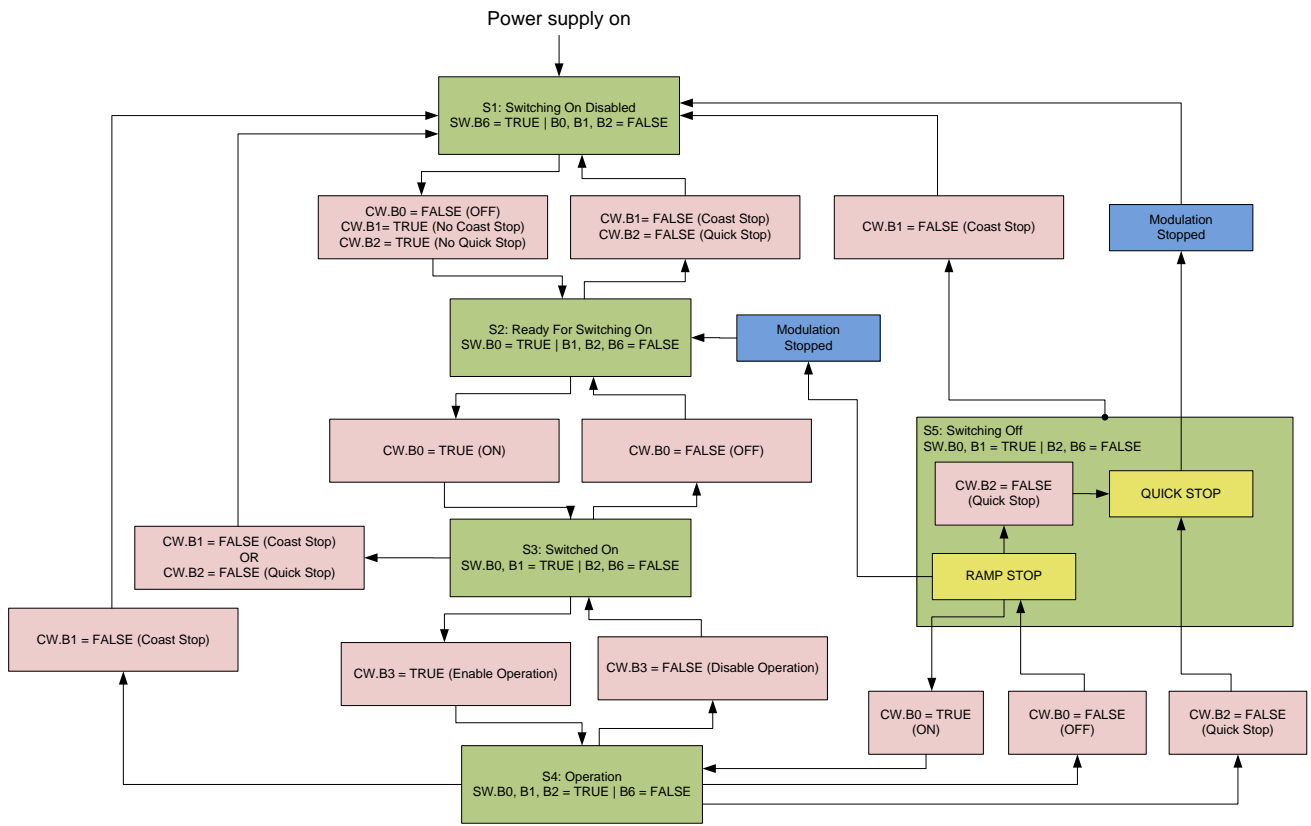 Power supply on
S1: Switching On Disabled
SW.B6 = TRUE | B0, B1, B2 = FALSE
CW.B0 = FALSE (OFF)
CW.B1= TRUE (No Coast Stop)
CW.B2 = TRUE (No Quick Stop)
CW.B1= FALSE (Coast Stop)
CW.B2 = FALSE (Quick Stop)
CW.B1 = FALSE (Coast Stop)
Modulation
Stopped
S2: Ready For Switching On
SW.B0 = TRUE | B1, B2, B6 = FALSE
Modulation
Stopped
CW.B0 = TRUE (ON)
CW.B0 = FALSE (OFF)
S5: Switching Off
SW.B0, B1 = TRUE | B2, B6 = FALSE
CW.B2 = FALSE
(Quick Stop)
QUICK STOP
CW.B1 = FALSE (Coast Stop)
OR
CW.B2 = FALSE (Quick Stop)
S3: Switched On
SW.B0, B1 = TRUE | B2, B6 = FALSE
RAMP STOP
CW.B1 = FALSE (Coast Stop)
CW.B3 = TRUE (Enable Operation)
CW.B3 = FALSE (Disable Operation)
CW.B0 = TRUE
(ON)
CW.B0 = FALSE
(OFF)
CW.B2 = FALSE
(Quick Stop)
S4: Operation
SW.B0, B1, B2 = TRUE | B6 = FALSE